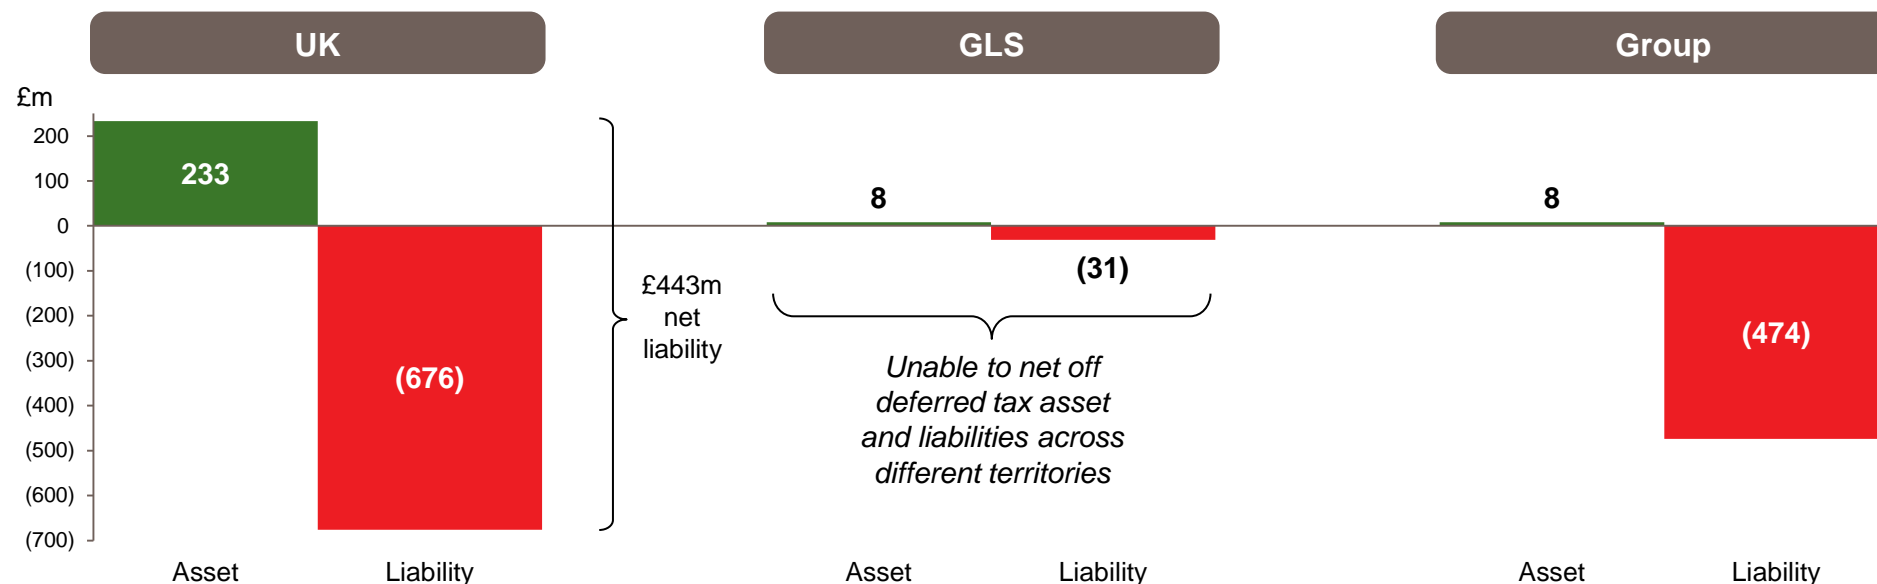 UK
GLS
Group
£m
200
100
0
(100)
(200)
(300)
(400)
(500)
(600)
(700)
233
(676)
£443m
net
liability
8
(31)
Unable to net off
deferred tax asset
and liabilities across
different territories
8
(474)
Asset
Liability
Asset
Liability
Asset
Liability